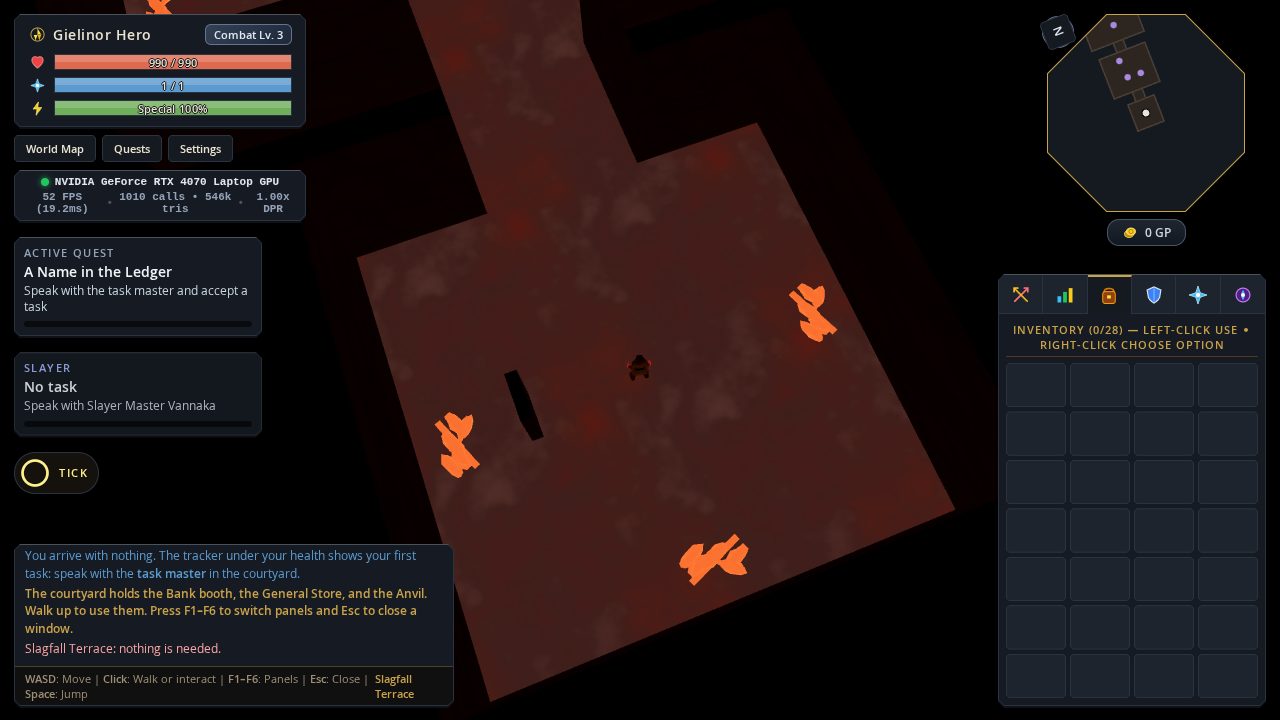 Gielinor Hero
Combat Lv. 3
990 / 990
1 / 1
Special 100%
World Map
Quests
Settings
NVIDIA GeForce RTX 4070 Laptop GPU
52 FPS • 1010 calls • 546k • 1.00x
(19.2ms) tris DPR
ACTIVE QUEST
A Name in the Ledger
Speak with the task master and accept a
task
SLAYER
No task
Speak with Slayer Master Vannaka
TICK
You arrive with nothing. The tracker under your health shows your first
task: speak with the task master in the courtyard.
The courtyard holds the Bank booth, the General Store, and the Anvil.
Walk up to use them. Press F1–F6 to switch panels and Esc to close a
window.
Slagfall Terrace: nothing is needed.
WASD: Move | Click: Walk or interact | F1–F6: Panels | Esc: Close |
Space: Jump
Slagfall
Terrace
N
0 GP
INVENTORY (0/28) — LEFT-CLICK USE •
RIGHT-CLICK CHOOSE OPTION